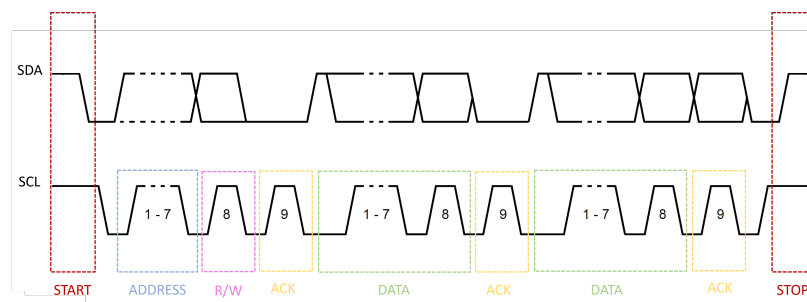 SDA
SCL
1 - 7 8 9 1 - 7 8 9 1 - 7 8 9
START ADDRESS R/W ACK DATA ACK DATA ACK STOP